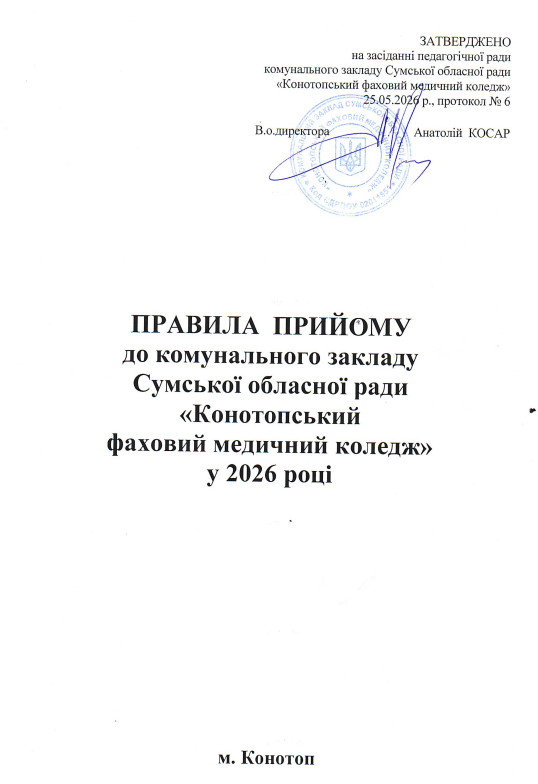 ЗАТВЕРДЖЕНО
на засіданні педагогічної ради
комунального закладу Сумської обласної ради
«Конотопський фаховий медичний коледж»
25.05.2026 р., протокол № 6
В.о.директора Анатолій КОСАР
ПРАВИЛА ПРИЙОМУ
до комунального закладу
Сумської обласної ради
«Конотопський
фаховий медичний коледж»
у 2026 році
м. Конотоп